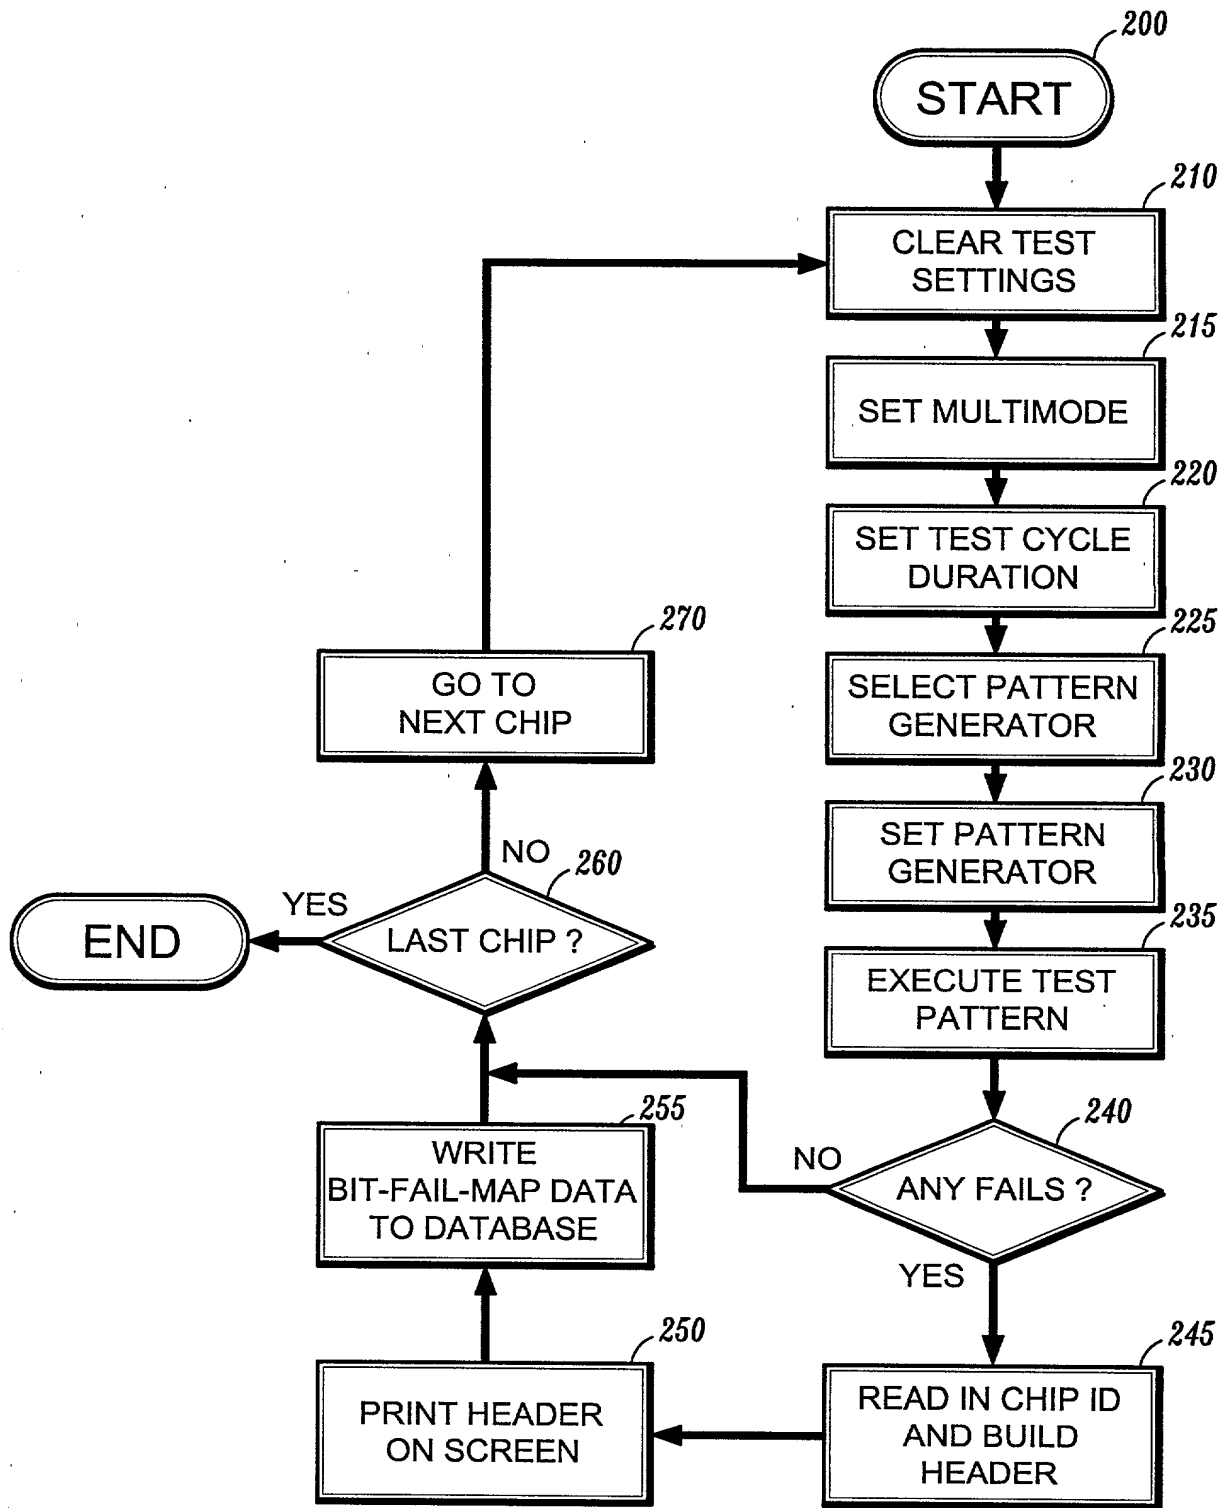 200
START
210
CLEAR TEST
SETTINGS
215
SET MULTIMODE
220
SET TEST CYCLE
DURATION
225
SELECT PATTERN
GENERATOR
230
SET PATTERN
GENERATOR
235
EXECUTE TEST
PATTERN
240
ANY FAILS ?
NO
YES
245
READ IN CHIP ID
AND BUILD
HEADER
250
PRINT HEADER
ON SCREEN
255
WRITE
BIT-FAIL-MAP DATA
TO DATABASE
260
LAST CHIP ?
YES
END
NO
270
GO TO
NEXT CHIP